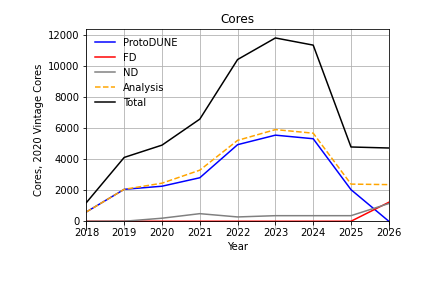 Cores
12000
10000
8000
6000
4000
2000
0
Cores, 2020 Vintage Cores
ProtoDUNE
FD
ND
Analysis
Total
2018 2019 2020 2021 2022 2023 2024 2025 2026
Year